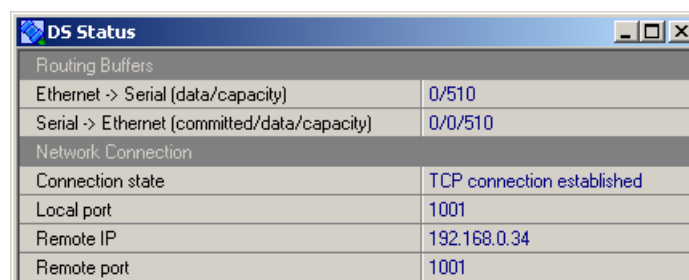 DS Status
Routing Buffers
Ethernet -> Serial (data/capacity) 0/510
Serial -> Ethernet (committed/data/capacity) 0/0/510
Network Connection
Connection state TCP connection established
Local port 1001
Remote IP 192.168.0.34
Remote port 1001